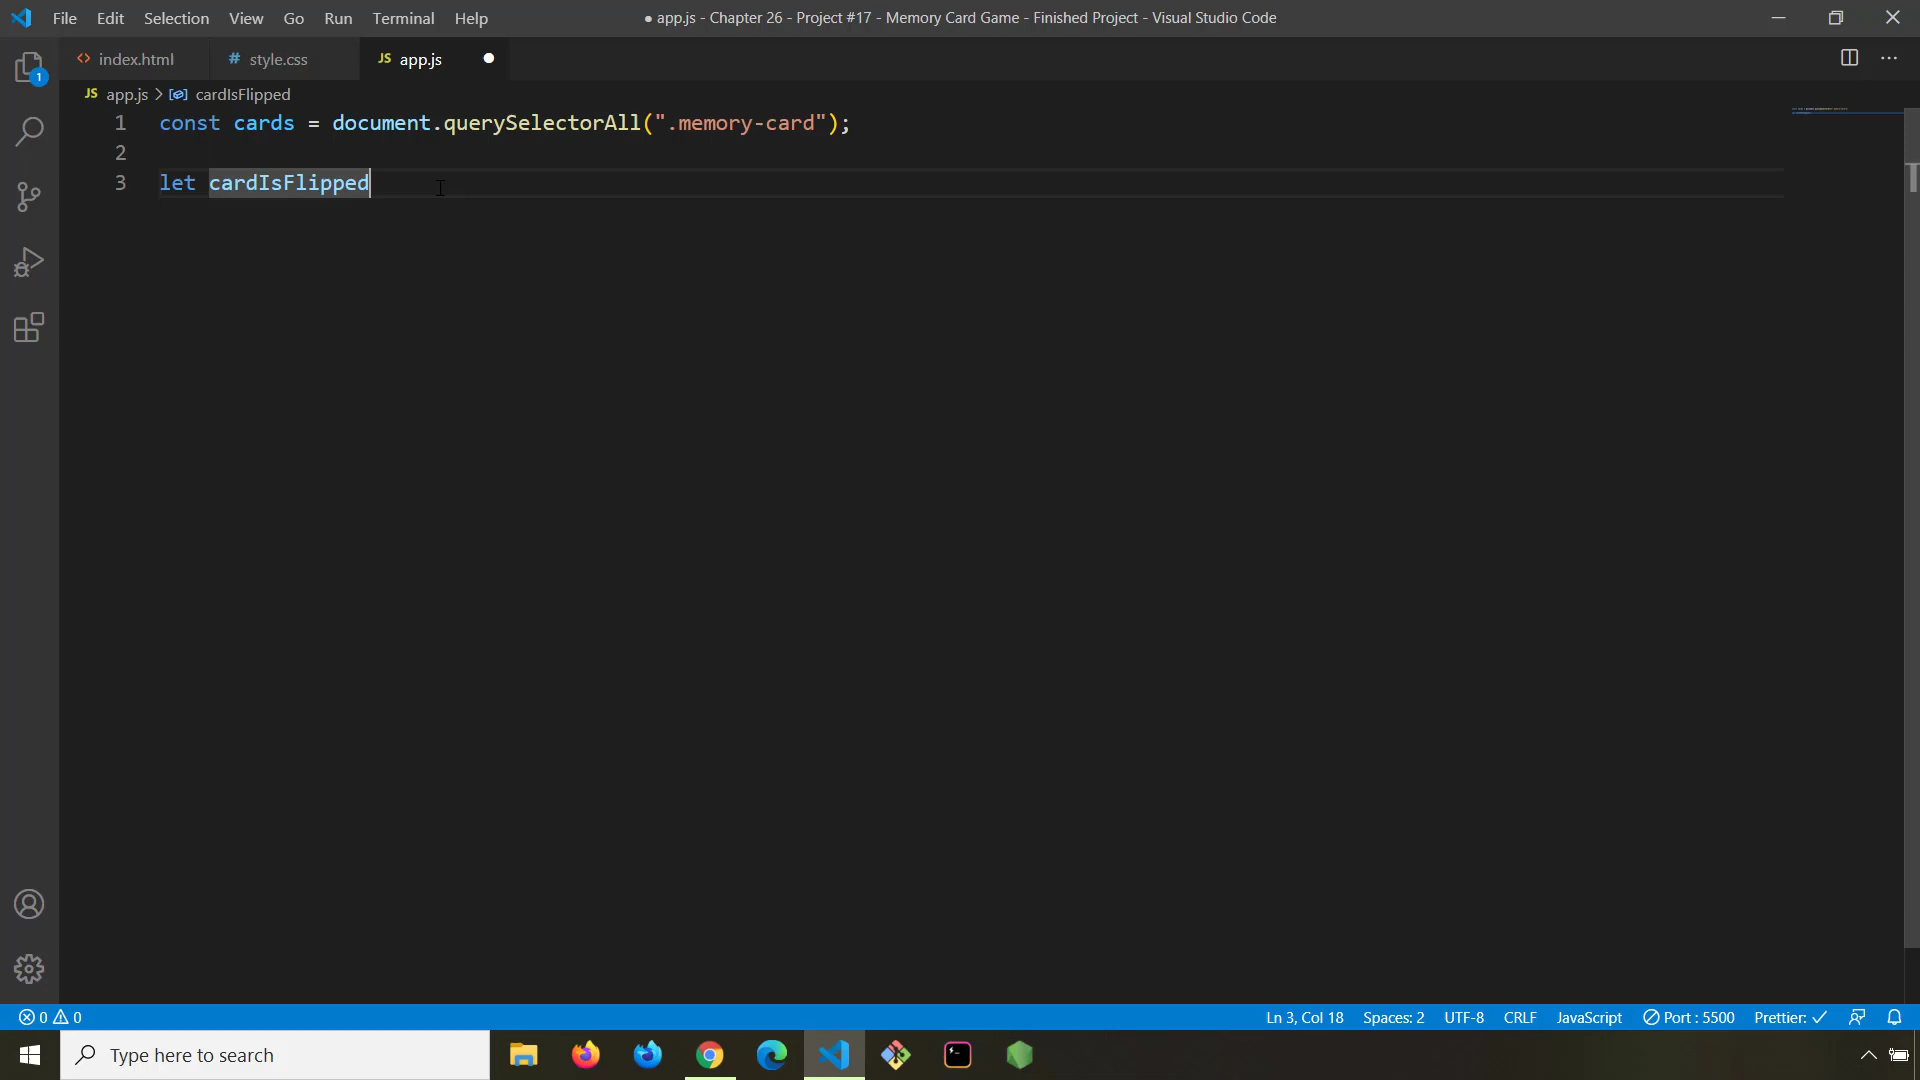 File Edit Selection View Go Run Terminal Help
● app.js - Chapter 26 - Project #17 - Memory Card Game - Finished Project - Visual Studio Code
1
<> index.html
# style.css
JS app.js ●
JS app.js > cardIsFlipped
1 const cards = document.querySelectorAll(".memory-card");
2
3 let cardIsFlipped
0 0
Ln 3, Col 18
Spaces: 2
UTF-8
CRLF
JavaScript
Port : 5500
Prettier: ✓
Type here to search